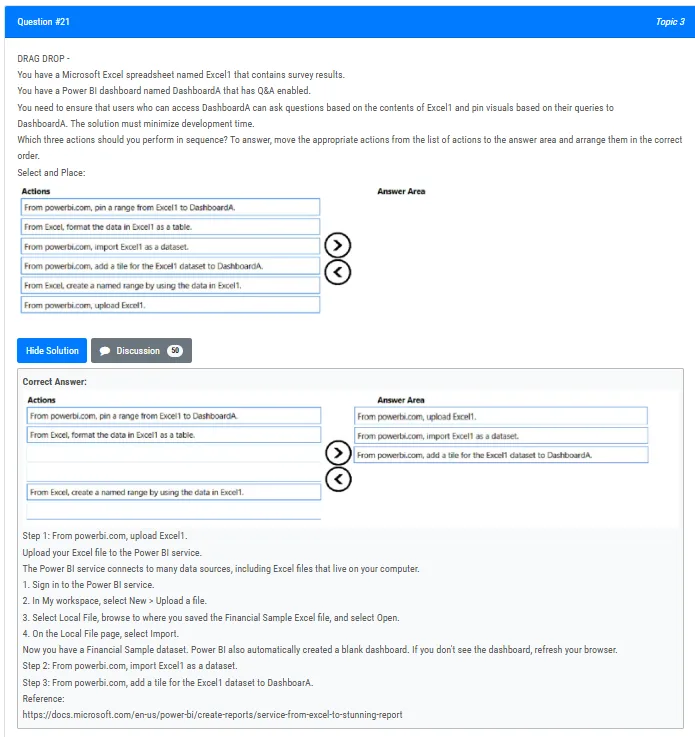 Question #21
Topic 3
DRAG DROP -
You have a Microsoft Excel spreadsheet named Excel1 that contains survey results.
You have a Power BI dashboard named DashboardA that has Q&A enabled.
You need to ensure that users who can access DashboardA can ask questions based on the contents of Excel1 and pin visuals based on their queries to
DashboardA. The solution must minimize development time.
Which three actions should you perform in sequence? To answer, move the appropriate actions from the list of actions to the answer area and arrange them in the correct
order.
Select and Place:
Actions
Answer Area
From powerbi.com, pin a range from Excel1 to DashboardA.
From Excel, format the data in Excel1 as a table.
From powerbi.com, import Excel1 as a dataset.
From powerbi.com, add a tile for the Excel1 dataset to DashboardA.
From Excel, create a named range by using the data in Excel1.
From powerbi.com, upload Excel1.
Hide Solution
Discussion 50
Correct Answer:
Actions
Answer Area
From powerbi.com, pin a range from Excel1 to DashboardA.
From powerbi.com, upload Excel1.
From Excel, format the data in Excel1 as a table.
From powerbi.com, import Excel1 as a dataset.
From powerbi.com, add a tile for the Excel1 dataset to DashboardA.
From Excel, create a named range by using the data in Excel1.
Step 1: From powerbi.com, upload Excel1.
Upload your Excel file to the Power BI service.
The Power BI service connects to many data sources, including Excel files that live on your computer.
1. Sign in to the Power BI service.
2. In My workspace, select New > Upload a file.
3. Select Local File, browse to where you saved the Financial Sample Excel file, and select Open.
4. On the Local File page, select Import.
Now you have a Financial Sample dataset. Power BI also automatically created a blank dashboard. If you don't see the dashboard, refresh your browser.
Step 2: From powerbi.com, import Excel1 as a dataset.
Step 3: From powerbi.com, add a tile for the Excel1 dataset to DashboarA.
Reference:
https://docs.microsoft.com/en-us/power-bi/create-reports/service-from-excel-to-stunning-report